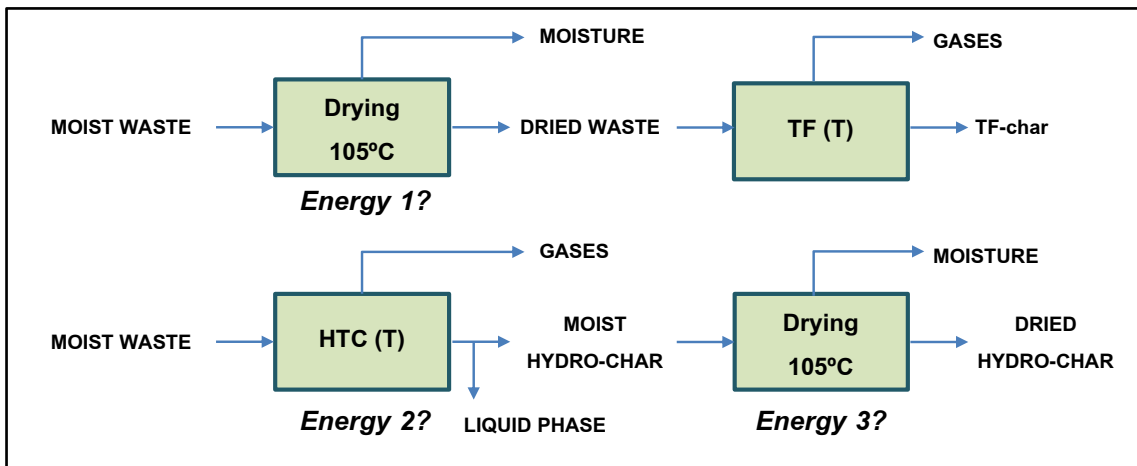 MOISTURE
GASES
MOIST WASTE
Drying
105ºC
DRIED WASTE
TF (T)
TF-char
Energy 1?
GASES
MOISTURE
MOIST WASTE
HTC (T)
MOIST
HYDRO-CHAR
Drying
105ºC
DRIED
HYDRO-CHAR
Energy 2?
LIQUID PHASE
Energy 3?